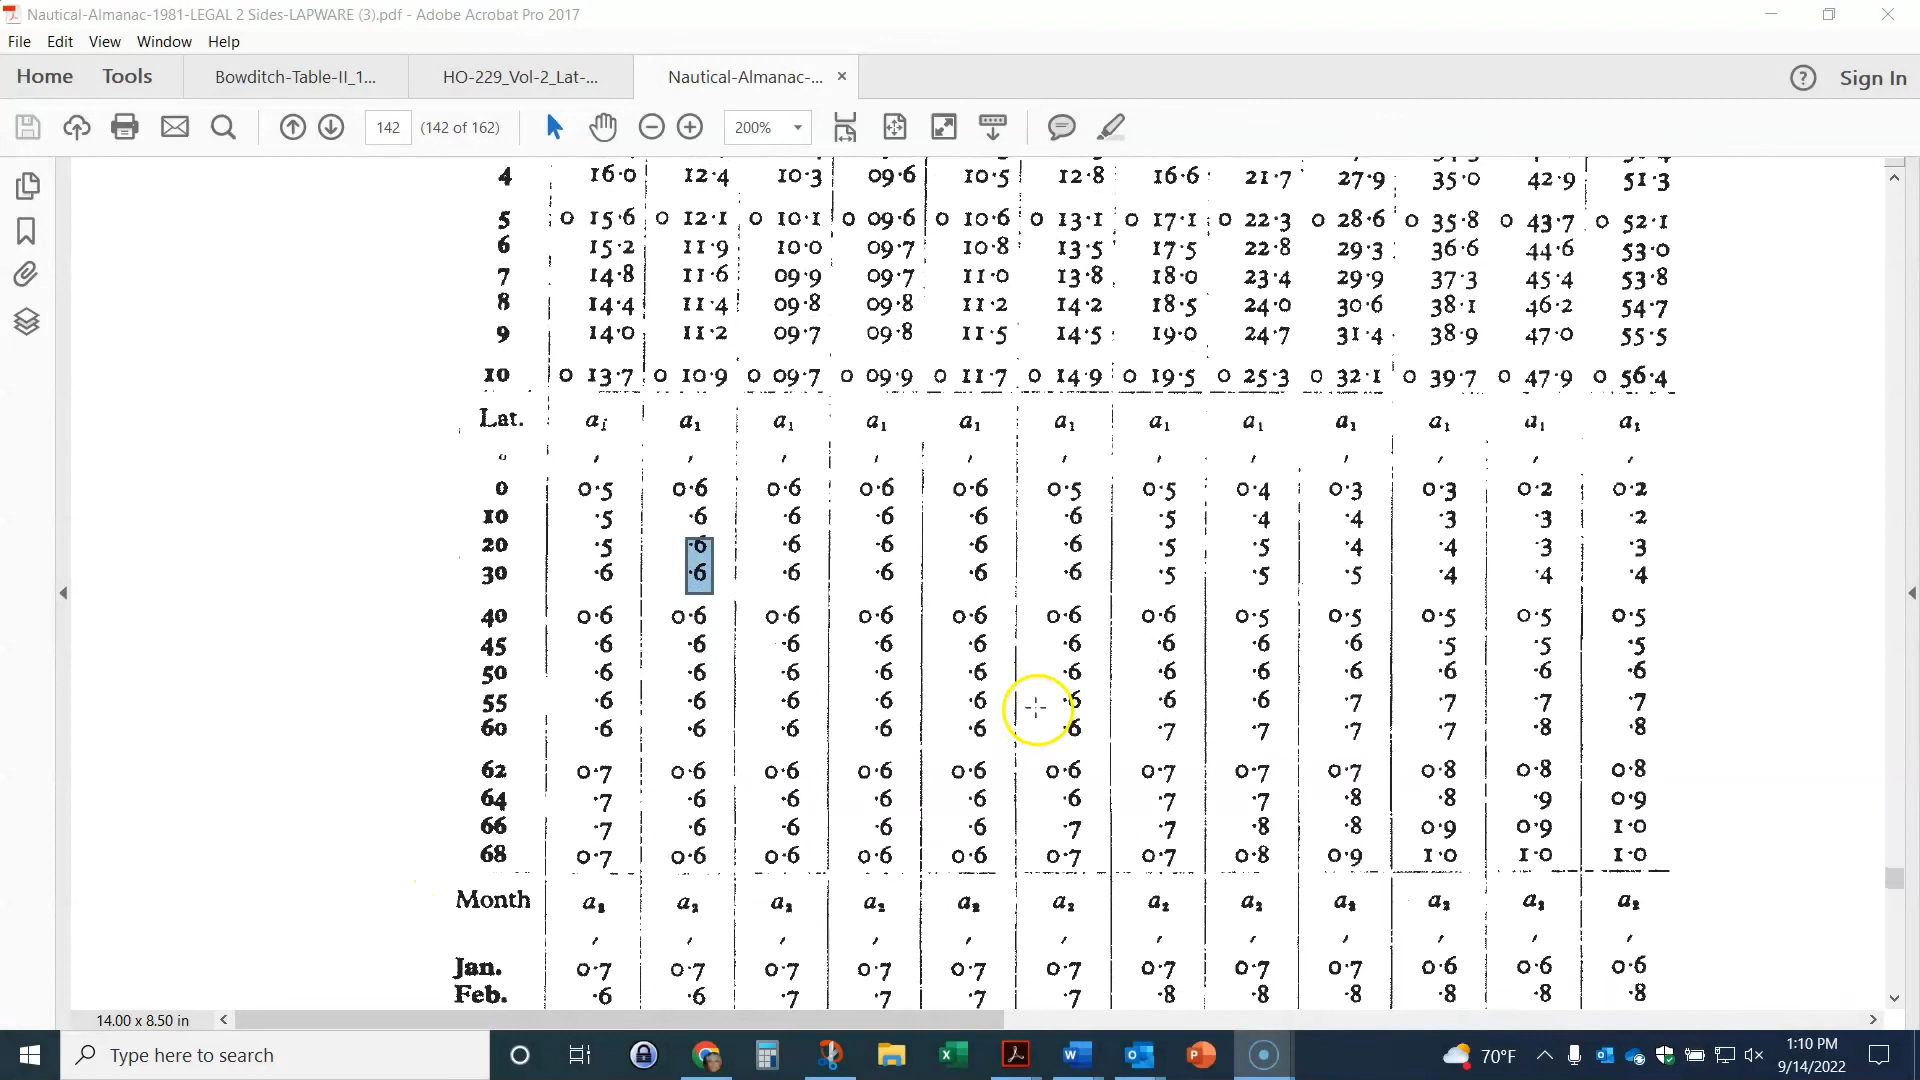 Nautical-Almanac-1981-LEGAL 2 Sides-LAPWARE (3).pdf - Adobe Acrobat Pro 2017
File Edit View Window Help
Home Tools Bowditch-Table-II_1... HO-229_Vol-2_Lat-... Nautical-Almanac-... × ? Sign In
142 (142 of 162) 200%
4 16·0 12·4 10·3 09·6 10·5 12·8 16·6 21·7 27·9 35·0 42·9 51·3
5 0 15·6 0 12·1 0 10·1 0 09·6 0 10·6 0 13·1 0 17·1 0 22·3 0 28·6 0 35·8 0 43·7 0 52·1
6 15·2 11·9 10·0 09·7 10·8 13·5 17·5 22·8 29·3 36·6 44·6 53·0
7 14·8 11·6 09·9 09·7 11·0 13·8 18·0 23·4 29·9 37·3 45·4 53·8
8 14·4 11·4 09·8 09·8 11·2 14·2 18·5 24·0 30·6 38·1 46·2 54·7
9 14·0 11·2 09·7 09·8 11·5 14·5 19·0 24·7 31·4 38·9 47·0 55·5
10 0 13·7 0 10·9 0 09·7 0 09·9 0 11·7 0 14·9 0 19·5 0 25·3 0 32·1 0 39·7 0 47·9 0 56·4
Lat. a₁ a₁ a₁ a₁ a₁ a₁ a₁ a₁ a₁ a₁ a₁ a₁
° ′ ′ ′ ′ ′ ′ ′ ′ ′ ′ ′ ′
0 0·5 0·6 0·6 0·6 0·6 0·5 0·5 0·4 0·3 0·3 0·2 0·2
10 ·5 ·6 ·6 ·6 ·6 ·6 ·5 ·4 ·4 ·3 ·3 ·2
20 ·5 ·6 ·6 ·6 ·6 ·6 ·5 ·5 ·4 ·4 ·3 ·3
30 ·6 ·6 ·6 ·6 ·6 ·6 ·5 ·5 ·5 ·4 ·4 ·4
40 0·6 0·6 0·6 0·6 0·6 0·6 0·6 0·5 0·5 0·5 0·5 0·5
45 ·6 ·6 ·6 ·6 ·6 ·6 ·6 ·6 ·6 ·5 ·5 ·5
50 ·6 ·6 ·6 ·6 ·6 ·6 ·6 ·6 ·6 ·6 ·6 ·6
55 ·6 ·6 ·6 ·6 ·6 ·6 ·6 ·6 ·7 ·7 ·7 ·7
60 ·6 ·6 ·6 ·6 ·6 ·6 ·7 ·7 ·7 ·7 ·8 ·8
62 0·7 0·6 0·6 0·6 0·6 0·6 0·7 0·7 0·7 0·8 0·8 0·8
64 ·7 ·6 ·6 ·6 ·6 ·6 ·7 ·7 ·8 ·8 ·9 0·9
66 ·7 ·6 ·6 ·6 ·6 ·7 ·7 ·8 ·8 0·9 0·9 1·0
68 0·7 0·6 0·6 0·6 0·6 0·7 0·7 0·8 0·9 1·0 1·0 1·0
Month a₂ a₂ a₂ a₂ a₂ a₂ a₂ a₂ a₂ a₂ a₂ a₂
′ ′ ′ ′ ′ ′ ′ ′ ′ ′ ′ ′
Jan. 0·7 0·7 0·7 0·7 0·7 0·7 0·7 0·7 0·7 0·6 0·6 0·6
Feb. ·6 ·6 ·7 ·7 ·7 ·7 ·8 ·8 ·8 ·8 ·8 ·8
14.00 x 8.50 in
Type here to search 70°F 1:10 PM
9/14/2022